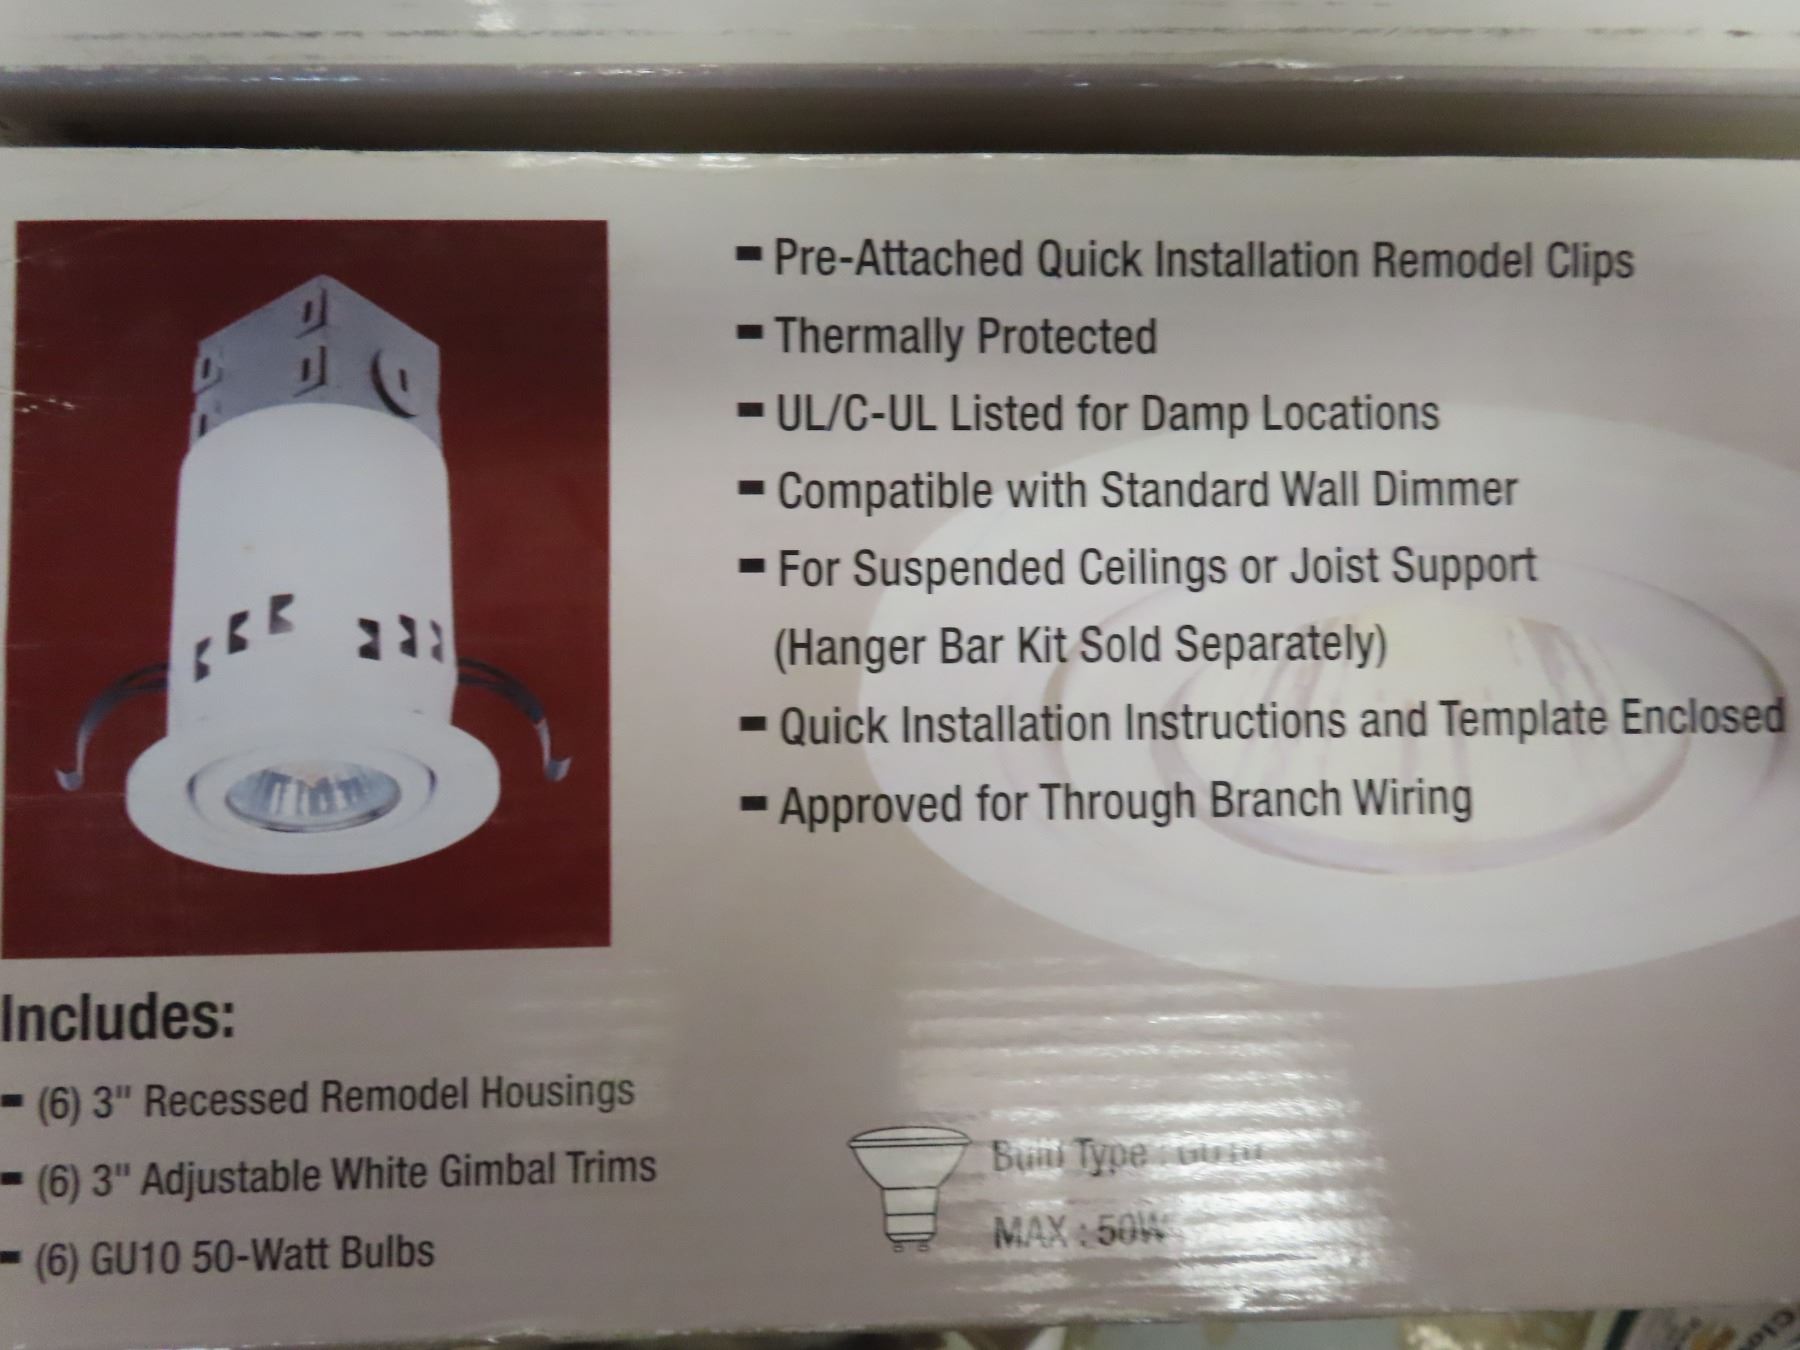 - Pre-Attached Quick Installation Remodel Clips
- Thermally Protected
- UL/C-UL Listed for Damp Locations
- Compatible with Standard Wall Dimmer
- For Suspended Ceilings or Joist Support
(Hanger Bar Kit Sold Separately)
- Quick Installation Instructions and Template Enclosed
- Approved for Through Branch Wiring
Includes:
- (6) 3" Recessed Remodel Housings
- (6) 3" Adjustable White Gimbal Trims
- (6) GU10 50-Watt Bulbs
Type : GU10
MAX : 50W